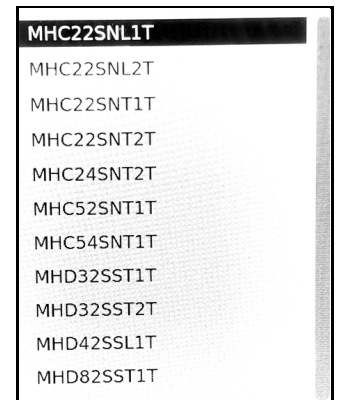 MHC22SNL1T
MHC22SNL2T
MHC22SNT1T
MHC22SNT2T
MHC24SNT2T
MHC52SNT1T
MHC54SNT1T
MHD32SST1T
MHD32SST2T
MHD42SSL1T
MHD82SST1T